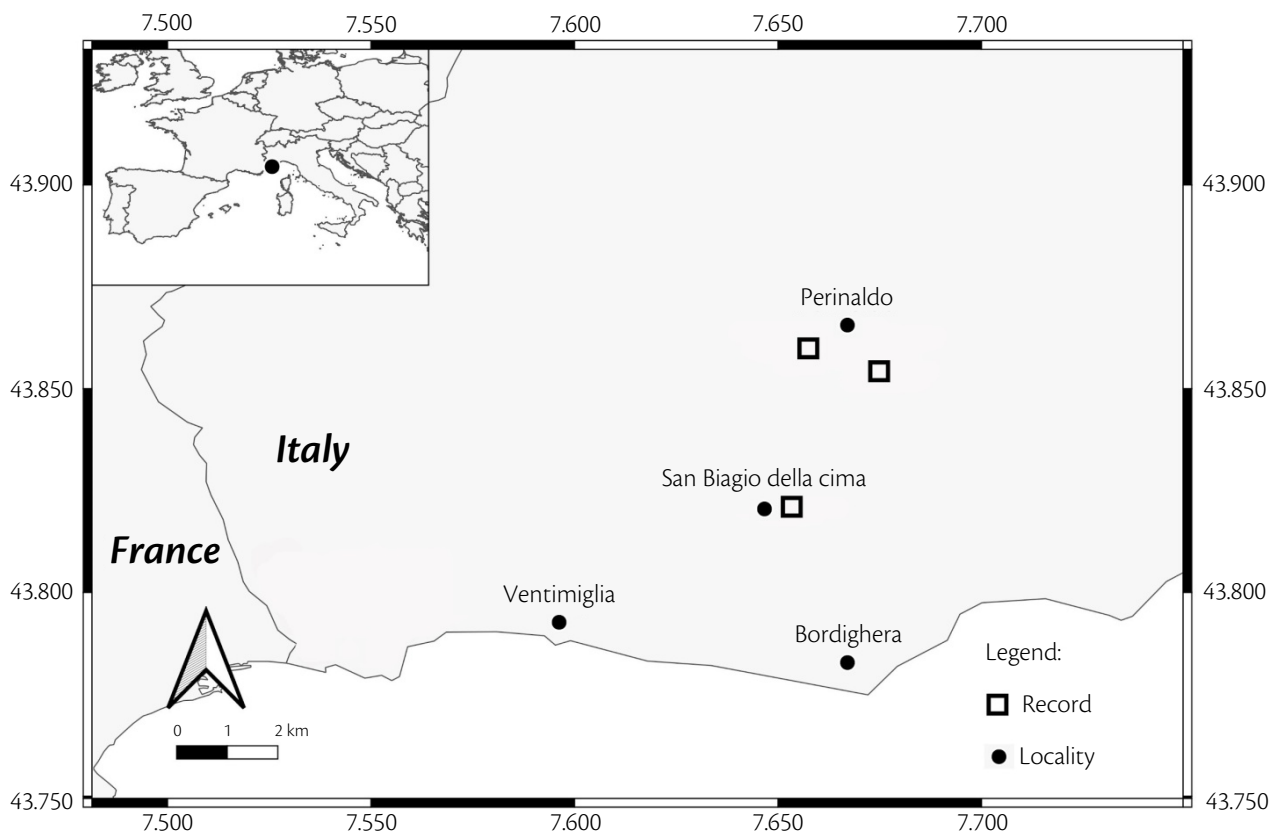 7.500 7.550 7.600 7.650 7.700
43.900 43.900
Perinaldo
43.850 43.850
Italy
San Biagio della cima
France
43.800 43.800
Ventimiglia
Bordighera
Legend:
Record
0 1 2 km
Locality
43.750 43.750
7.500 7.550 7.600 7.650 7.700